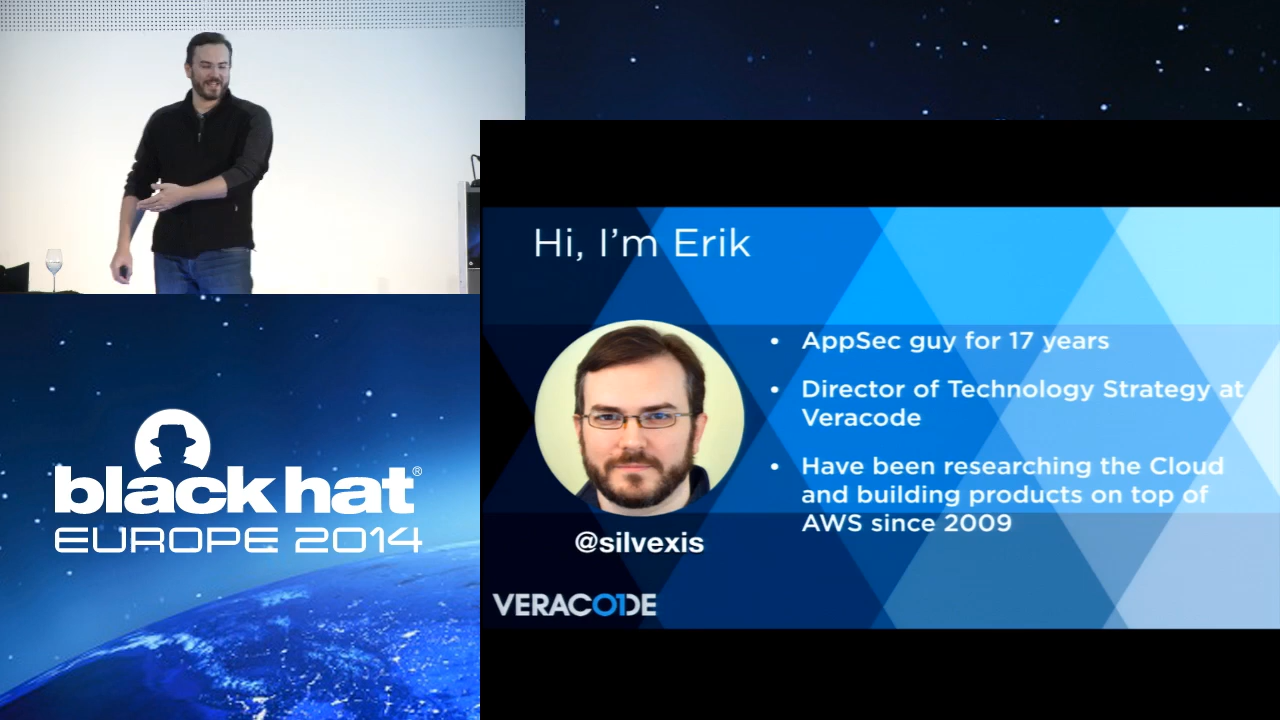 Hi, I'm Erik
• AppSec guy for 17 years
• Director of Technology Strategy at
Veracode
• Have been researching the Cloud
and building products on top of
AWS since 2009
@silvexis
VERACODE
black hat®
EUROPE 2014